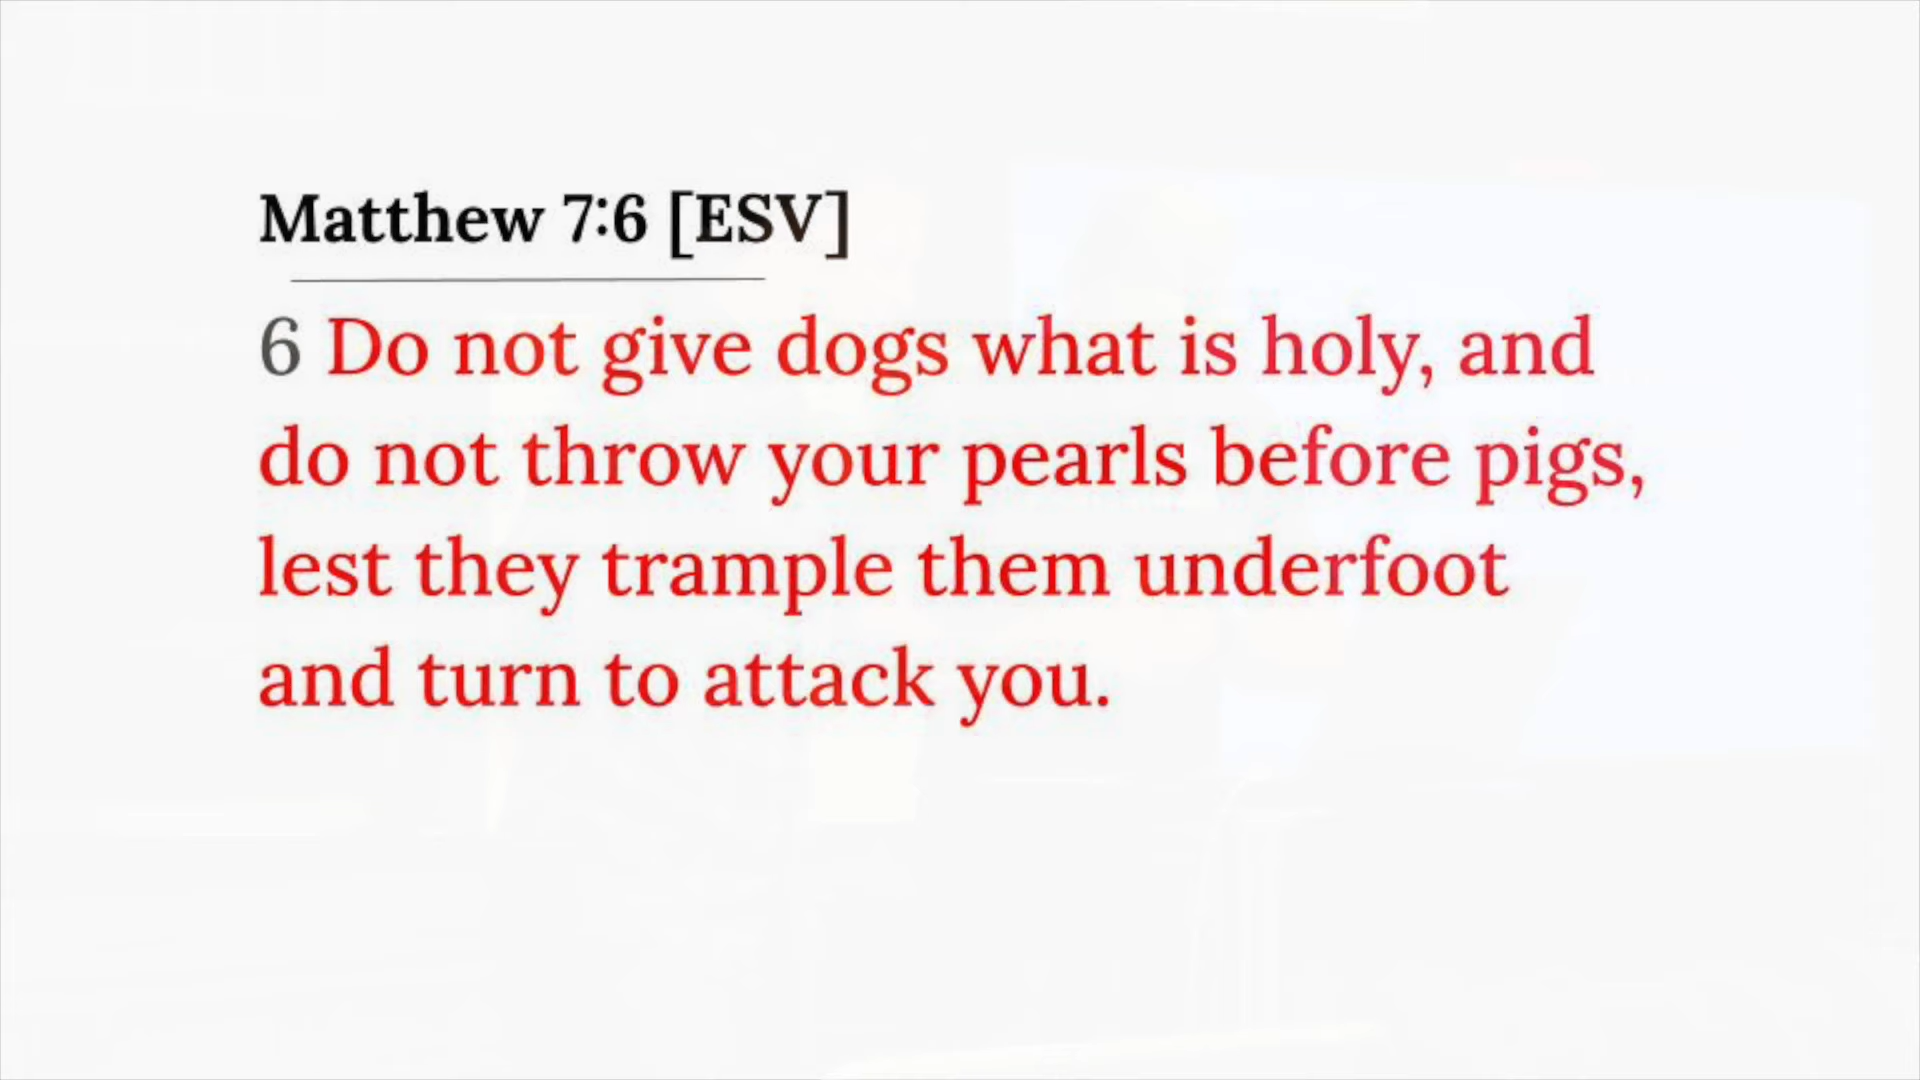 Matthew 7:6 [ESV]
6 Do not give dogs what is holy, and
do not throw your pearls before pigs,
lest they trample them underfoot
and turn to attack you.